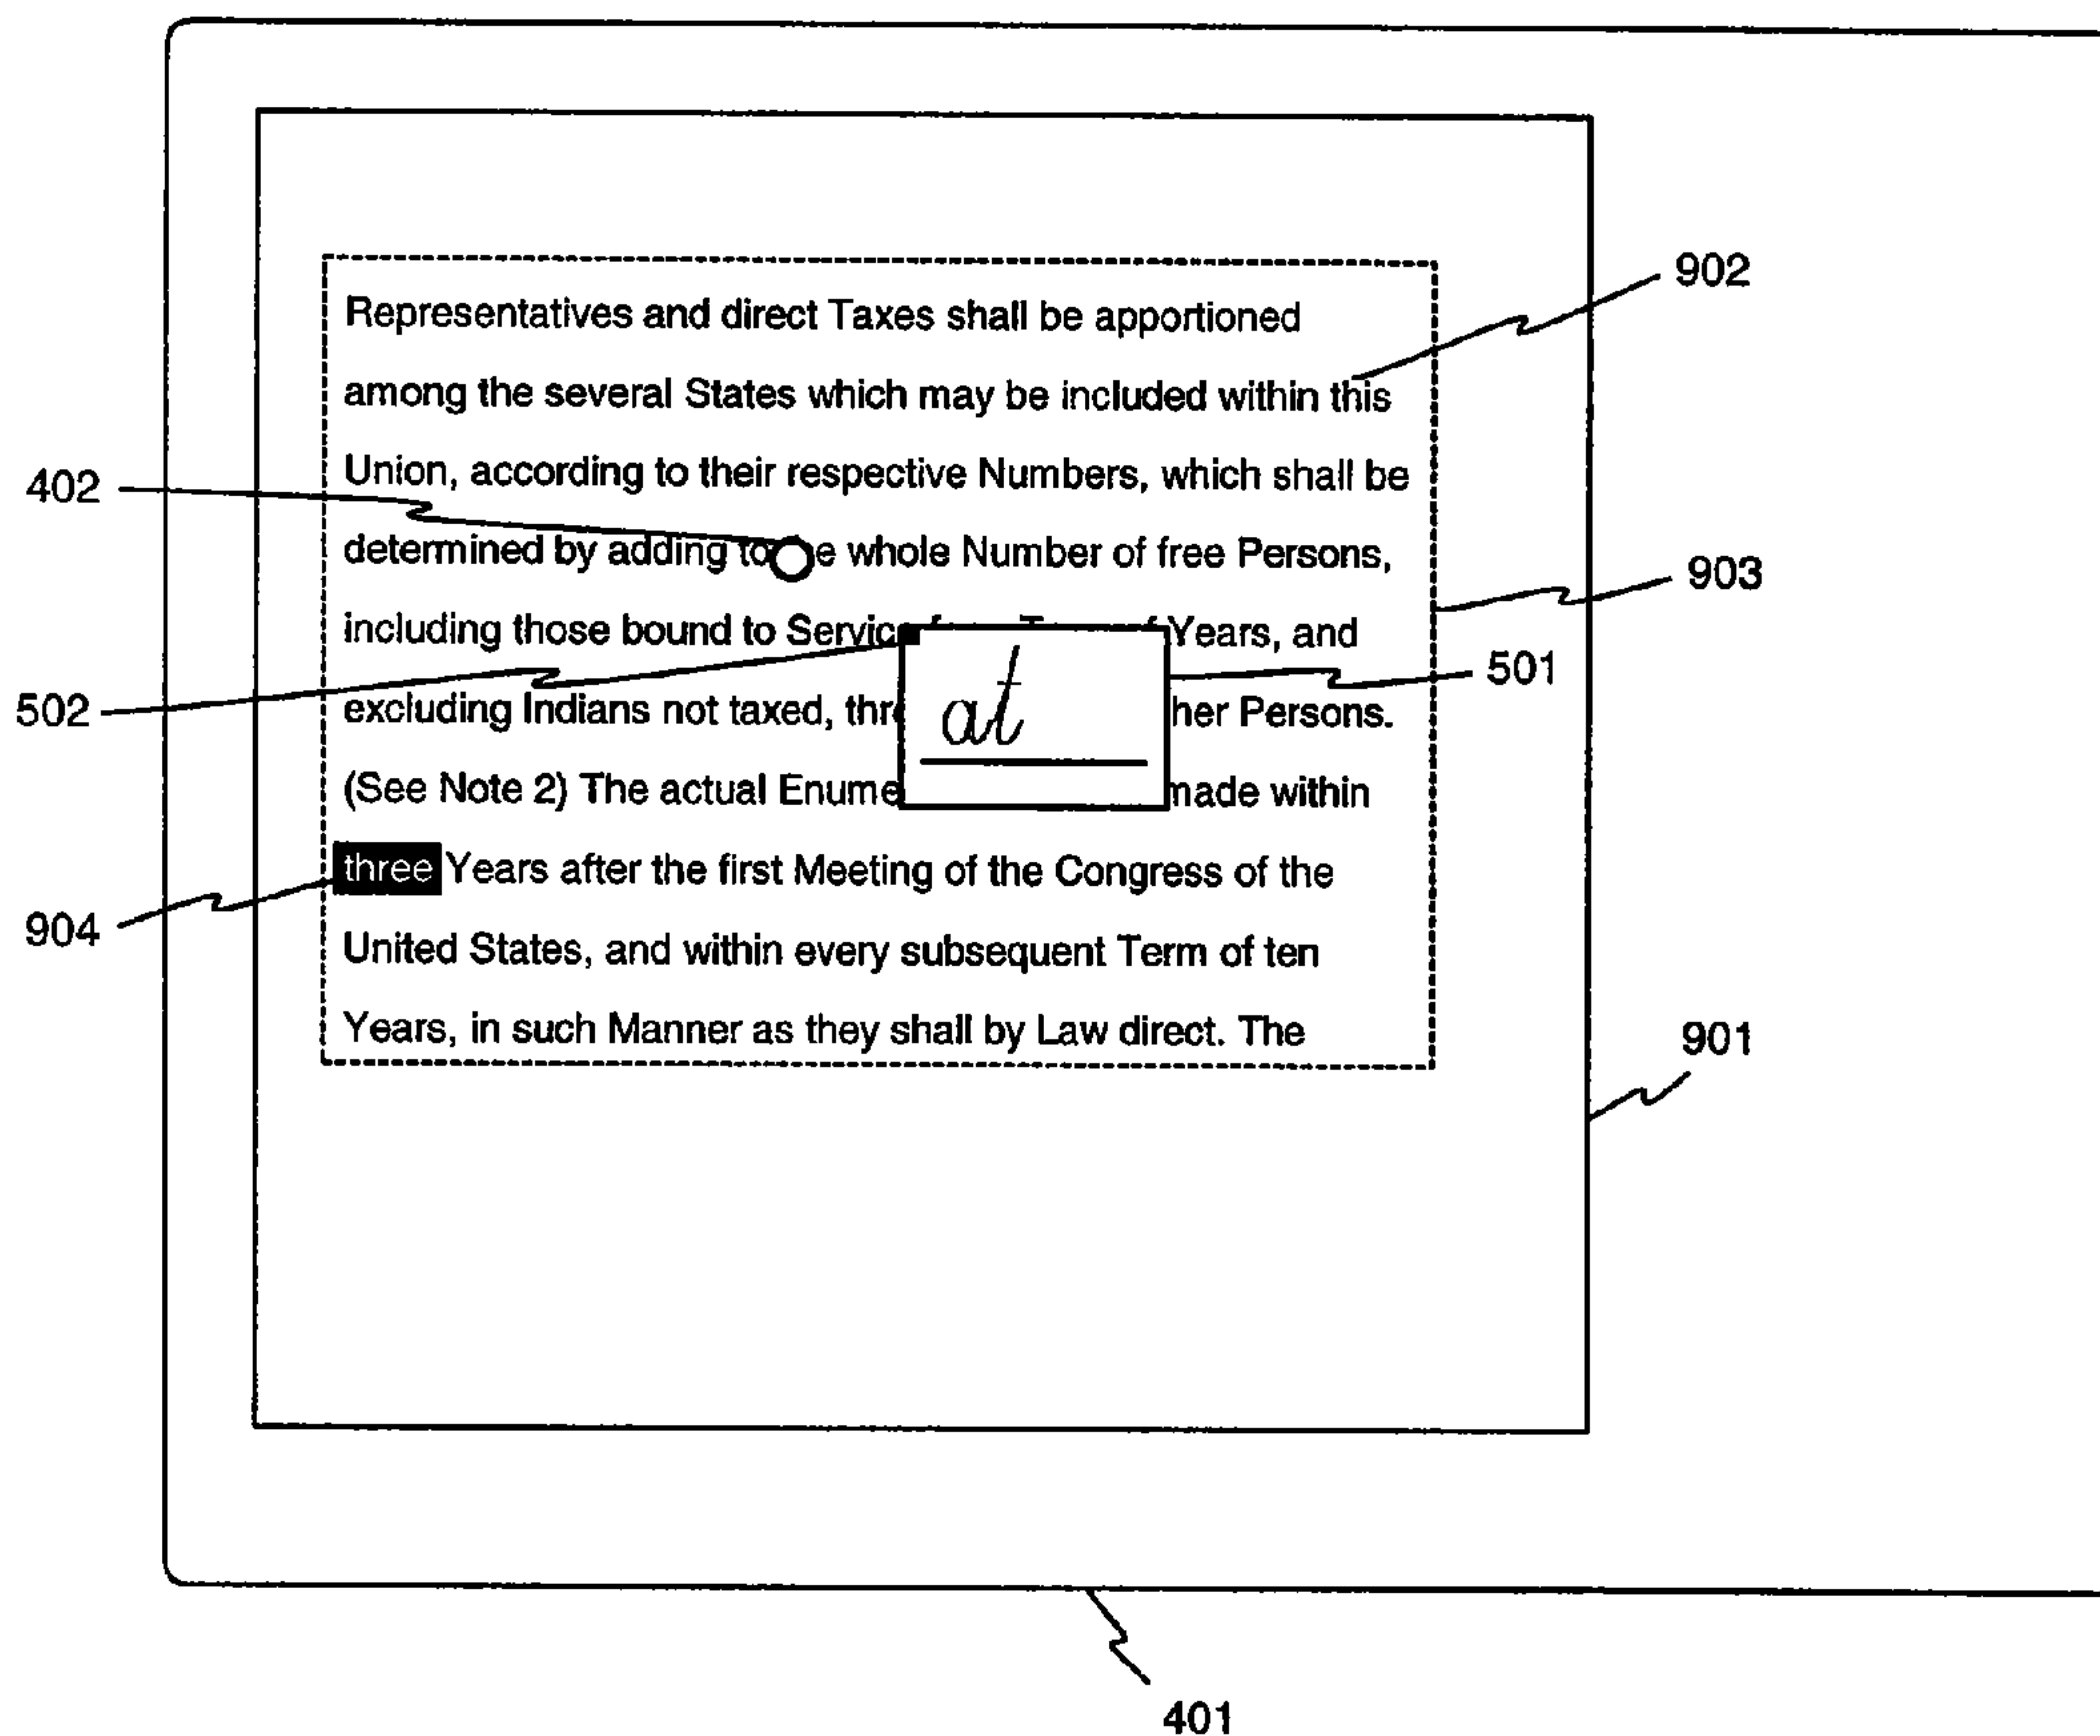 Representatives and direct Taxes shall be apportioned
902
among the several States which may be included within this
Union, according to their respective Numbers, which shall be
402
determined by adding to e whole Number of free Persons,
903
including those bound to Servic Years, and
501
at
502
excluding Indians not taxed, thr her Persons.
(See Note 2) The actual Enume made within
three Years after the first Meeting of the Congress of the
904
United States, and within every subsequent Term of ten
Years, in such Manner as they shall by Law direct. The
901
401